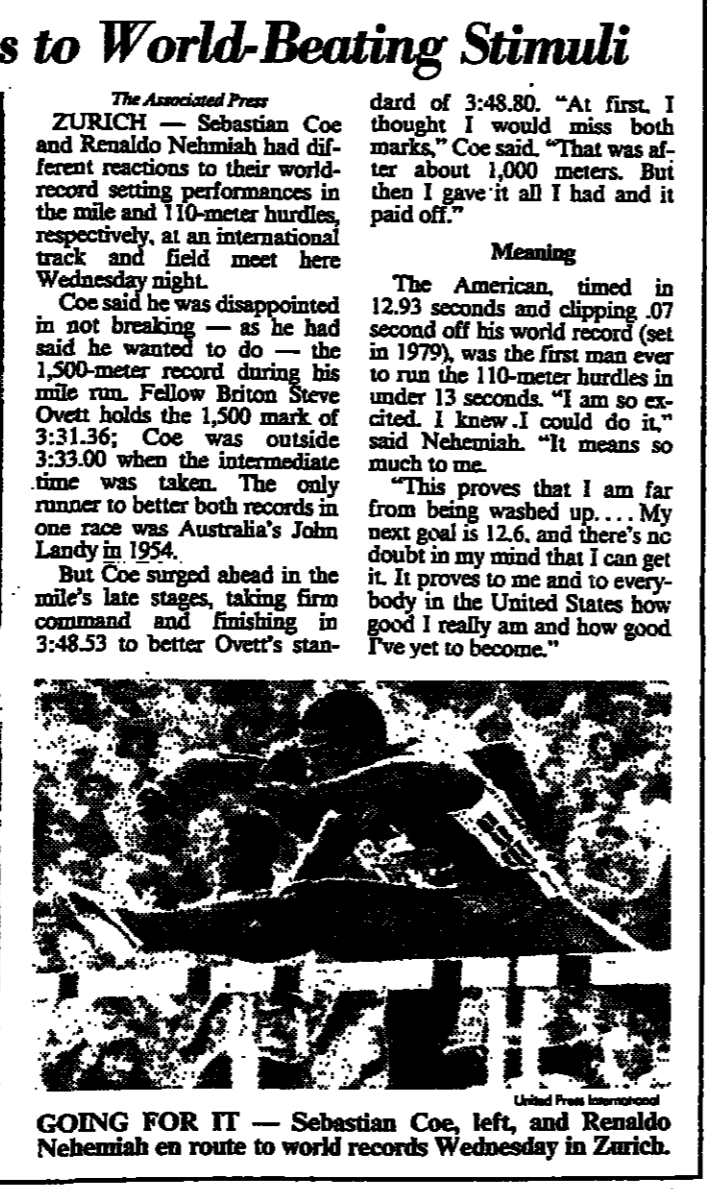 s to World-Beating Stimuli
The Associated Press
ZURICH — Sebastian Coe
and Renaldo Nehmiah had dif-
ferent reactions to their world-
record setting performances in
the mile and 110-meter hurdles,
respectively, at an international
track and field meet here
Wednesday night.
Coe said he was disappointed
in not breaking — as he had
said he wanted to do — the
1,500-meter record during his
mile run. Fellow Briton Steve
Ovett holds the 1,500 mark of
3:31.36; Coe was outside
3:33.00 when the intermediate
time was taken. The only
runner to better both records in
one race was Australia's John
Landy in 1954.
But Coe surged ahead in the
mile's late stages, taking firm
command and finishing in
3:48.53 to better Ovett's stan-
dard of 3:48.80. “At first, I
thought I would miss both
marks,” Coe said. “That was af-
ter about 1,000 meters. But
then I gave it all I had and it
paid off.”
Meaning
The American, timed in
12.93 seconds and clipping .07
second off his world record (set
in 1979), was the first man ever
to run the 110-meter hurdles in
under 13 seconds. “I am so ex-
cited. I knew I could do it,”
said Nehemiah. “It means so
much to me.
“This proves that I am far
from being washed up.... My
next goal is 12.6, and there's no
doubt in my mind that I can get
it. It proves to me and to every-
body in the United States how
good I really am and how good
I've yet to become.”
United Press International
GOING FOR IT — Sebastian Coe, left, and Renaldo
Nehemiah en route to world records Wednesday in Zurich.